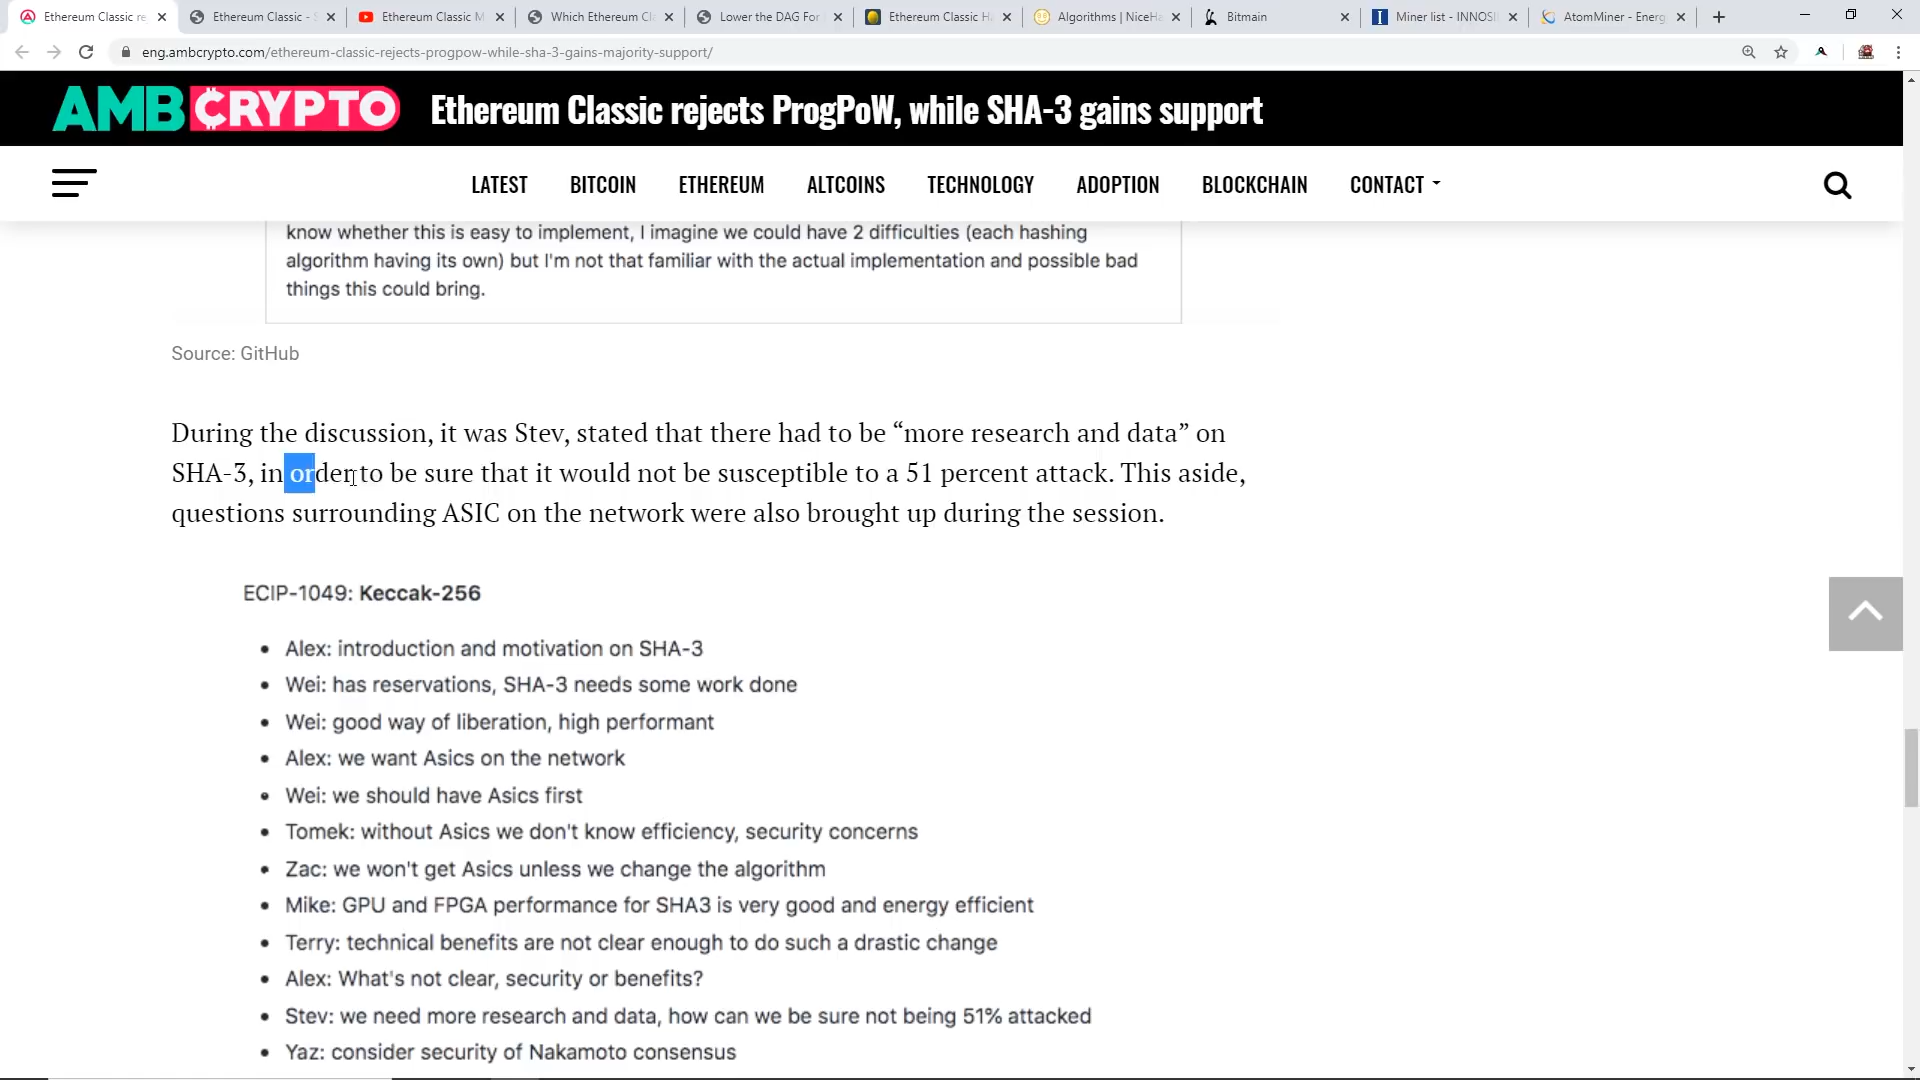 Ethereum Classic re
Ethereum Classic - S
Ethereum Classic M
Which Ethereum Cl
Lower the DAG For
Ethereum Classic H
Algorithms | NiceHa
Bitmain
Miner list - INNOSI
AtomMiner - Energ
eng.ambcrypto.com/ethereum-classic-rejects-progpow-while-sha-3-gains-majority-support/
AMBCRYPTO
Ethereum Classic rejects ProgPoW, while SHA-3 gains support
LATEST
BITCOIN
ETHEREUM
ALTCOINS
TECHNOLOGY
ADOPTION
BLOCKCHAIN
CONTACT
know whether this is easy to implement, I imagine we could have 2 difficulties (each hashing
algorithm having its own) but I'm not that familiar with the actual implementation and possible bad
things this could bring.
Source: GitHub
During the discussion, it was Stev, stated that there had to be “more research and data” on
SHA-3, in order to be sure that it would not be susceptible to a 51 percent attack. This aside,
questions surrounding ASIC on the network were also brought up during the session.
ECIP-1049: Keccak-256
• Alex: introduction and motivation on SHA-3
• Wei: has reservations, SHA-3 needs some work done
• Wei: good way of liberation, high performant
• Alex: we want Asics on the network
• Wei: we should have Asics first
• Tomek: without Asics we don't know efficiency, security concerns
• Zac: we won't get Asics unless we change the algorithm
• Mike: GPU and FPGA performance for SHA3 is very good and energy efficient
• Terry: technical benefits are not clear enough to do such a drastic change
• Alex: What's not clear, security or benefits?
• Stev: we need more research and data, how can we be sure not being 51% attacked
• Yaz: consider security of Nakamoto consensus